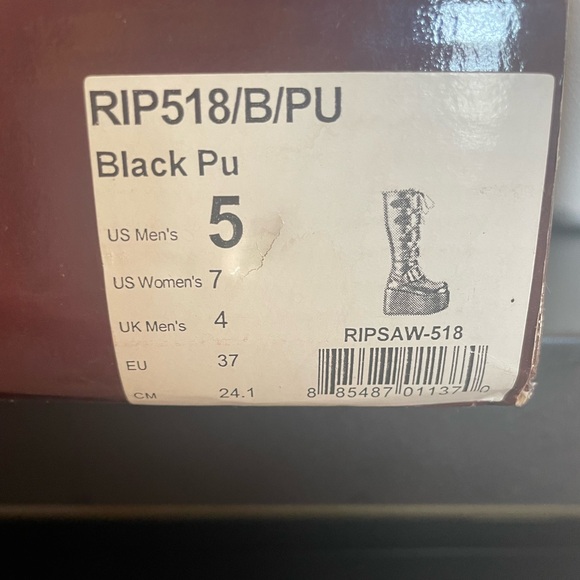 RIP518/B/PU
Black Pu
US Men's 5
US Women's 7
UK Men's 4
EU 37
CM 24.1
RIPSAW-518
8 85487 01137 0